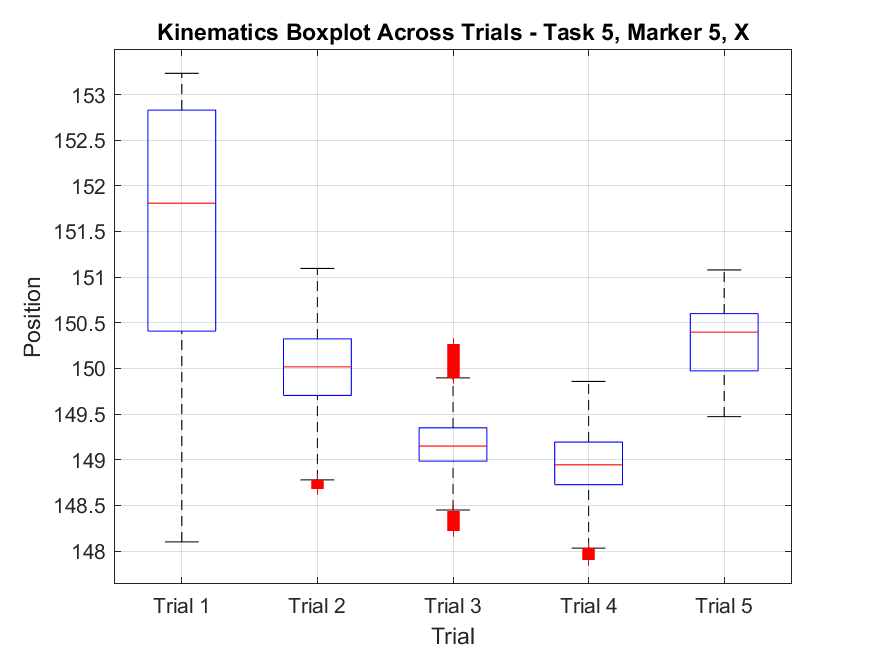 Kinematics Boxplot Across Trials - Task 5, Marker 5, X
153
152.5
152
151.5
151
150.5
150
149.5
149
148.5
148
Position
Trial 1 Trial 2 Trial 3 Trial 4 Trial 5
Trial